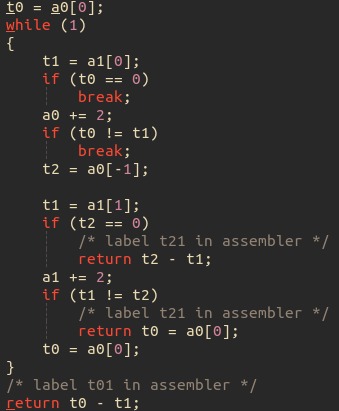 t0 = a0[0];
while (1)
{
    t1 = a1[0];
    if (t0 == 0)
        break;
    a0 += 2;
    if (t0 != t1)
        break;
    t2 = a0[-1];

    t1 = a1[1];
    if (t2 == 0)
        /* label t21 in assembler */
        return t2 - t1;
    a1 += 2;
    if (t1 != t2)
        /* label t21 in assembler */
        return t0 = a0[0];
    t0 = a0[0];
}
/* label t01 in assembler */
return t0 - t1;